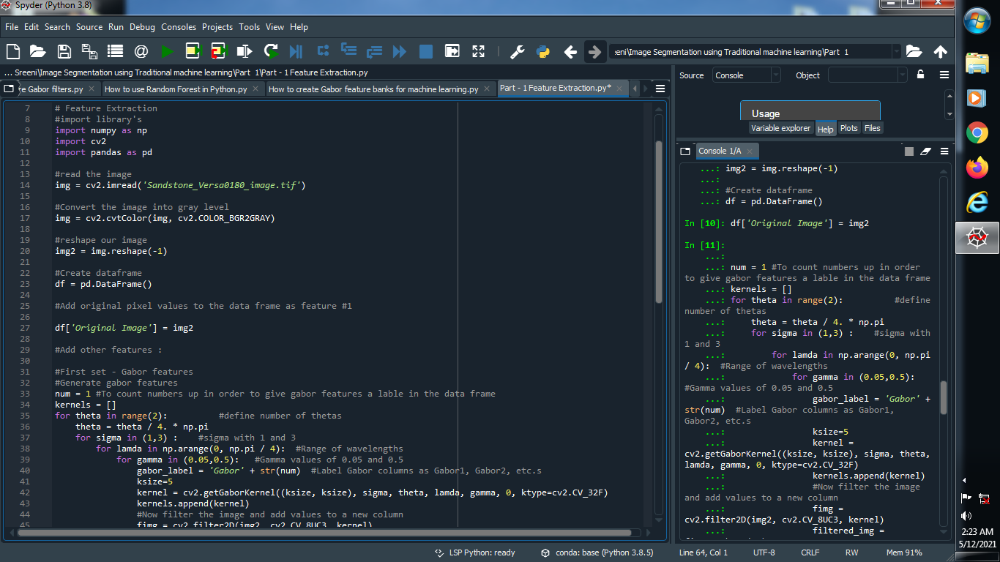 Spyder (Python 3.8)
File Edit Search Source Run Debug Consoles Projects Tools View Help
:eni\Image Segmentation using Traditional machine learning\Part 1
... Sreeni\Image Segmentation using Traditional machine learning\Part 1\Part - 1 Feature Extraction.py
re Gabor filters.py
How to use Random Forest in Python.py
How to create Gabor feature banks for machine learning.py
Part - 1 Feature Extraction.py*
7 # Feature Extraction
8 #import library's
9 import numpy as np
10 import cv2
11 import pandas as pd
12
13 #read the image
14 img = cv2.imread('Sandstone_Versa0180_image.tif')
15
16 #Convert the image into gray level
17 img = cv2.cvtColor(img, cv2.COLOR_BGR2GRAY)
18
19 #reshape our image
20 img2 = img.reshape(-1)
21
22 #Create dataframe
23 df = pd.DataFrame()
24
25 #Add original pixel values to the data frame as feature #1
26
27 df['Original Image'] = img2
28
29 #Add other features :
30
31 #First set - Gabor features
32 #Generate gabor features
33 num = 1 #To count numbers up in order to give gabor features a lable in the data frame
34 kernels = []
35 for theta in range(2):          #define number of thetas
36     theta = theta / 4. * np.pi
37     for sigma in (1,3) :    #sigma with 1 and 3
38         for lamda in np.arange(0, np.pi / 4):  #Range of wavelengths
39             for gamma in (0.05,0.5):   #Gamma values of 0.05 and 0.5
40                 gabor_label = 'Gabor' + str(num)  #Label Gabor columns as Gabor1, Gabor2, etc.s
41                 ksize=5
42                 kernel = cv2.getGaborKernel((ksize, ksize), sigma, theta, lamda, gamma, 0, ktype=cv2.CV_32F)
43                 kernels.append(kernel)
44                 #Now filter the image and add values to a new column
45                 fimg = cv2.filter2D(img2, cv2.CV_8UC3, kernel)
Source Console Object
Usage
Variable explorer Help Plots Files
Console 1/A
...: img2 = img.reshape(-1)
...:
...: #Create dataframe
...: df = pd.DataFrame()
In [10]: df['Original Image'] = img2
In [11]:
...:
...: num = 1 #To count numbers up in order
to give gabor features a lable in the data frame
...: kernels = []
...: for theta in range(2):          #define
number of thetas
...:     theta = theta / 4. * np.pi
...:     for sigma in (1,3) :    #sigma with
1 and 3
...:         for lamda in np.arange(0, np.pi
/ 4):  #Range of wavelengths
...:             for gamma in (0.05,0.5):
#Gamma values of 0.05 and 0.5
...:                 gabor_label = 'Gabor' +
str(num)  #Label Gabor columns as Gabor1,
Gabor2, etc.s
...:                 ksize=5
...:                 kernel =
cv2.getGaborKernel((ksize, ksize), sigma, theta,
lamda, gamma, 0, ktype=cv2.CV_32F)
...:                 kernels.append(kernel)
...:                 #Now filter the image
and add values to a new column
...:                 fimg =
cv2.filter2D(img2, cv2.CV_8UC3, kernel)
...:                 filtered_img =
LSP Python: ready
conda: base (Python 3.8.5)
Line 64, Col 1
UTF-8
CRLF
RW
Mem 91%
2:23 AM
5/12/2021